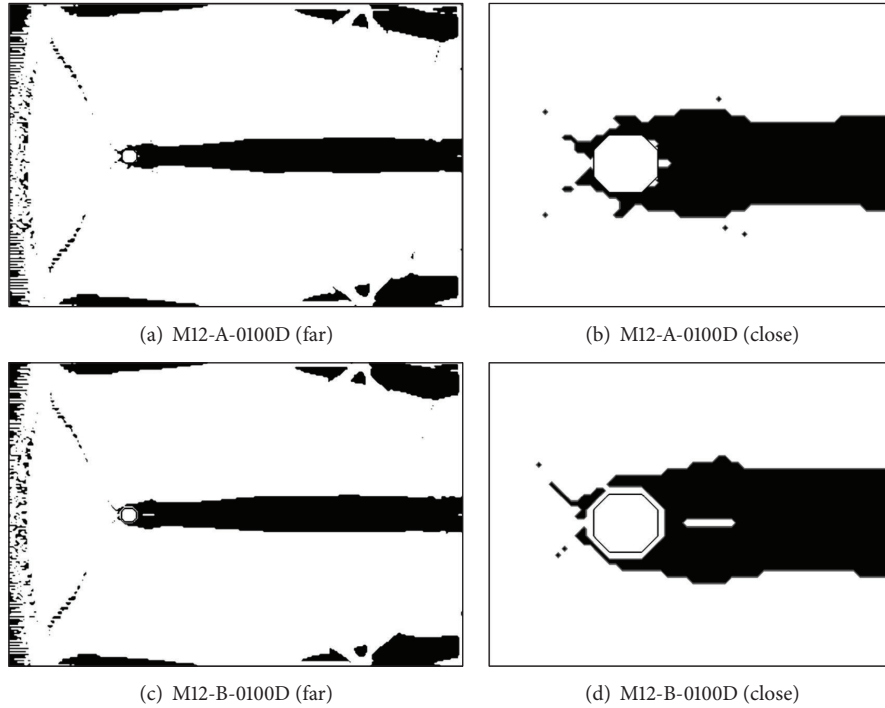 (a) M12-A-0100D (far)
(b) M12-A-0100D (close)
(c) M12-B-0100D (far)
(d) M12-B-0100D (close)